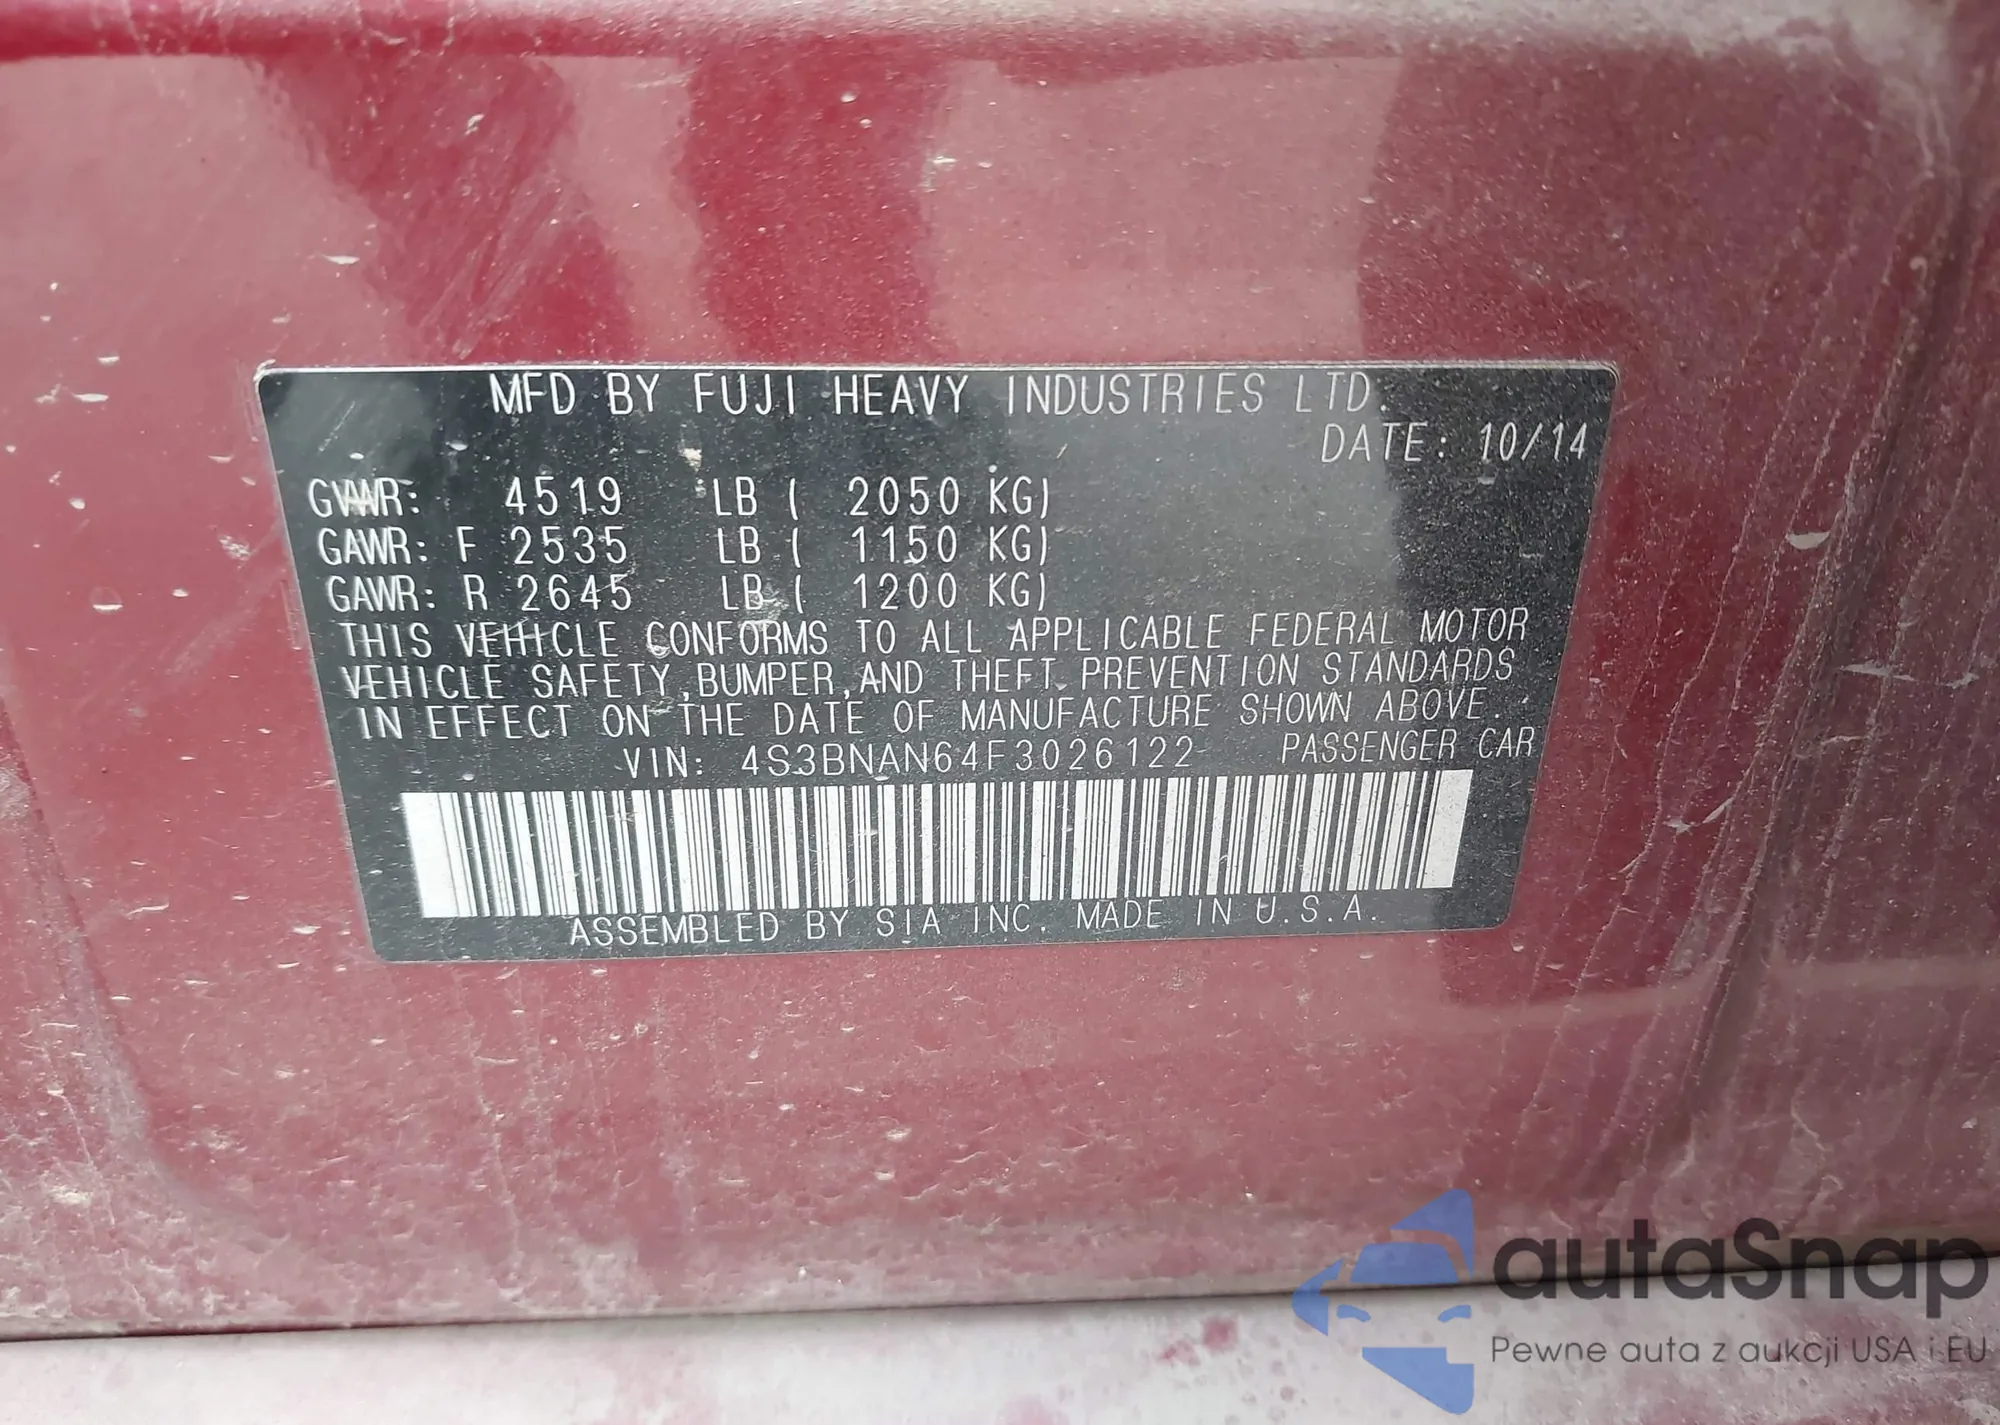 MFD BY FUJI HEAVY INDUSTRIES LTD.
DATE: 10/14
GVWR: 4519 LB ( 2050 KG)
GAWR: F 2535 LB ( 1150 KG)
GAWR: R 2645 LB ( 1200 KG)
THIS VEHICLE CONFORMS TO ALL APPLICABLE FEDERAL MOTOR
VEHICLE SAFETY,BUMPER,AND THEFT PREVENTION STANDARDS
IN EFFECT ON THE DATE OF MANUFACTURE SHOWN ABOVE.
VIN: 4S3BNAN64F3026122 PASSENGER CAR
ASSEMBLED BY SIA INC. MADE IN U.S.A.
autaSnap
Pewne auta z aukcji USA i EU